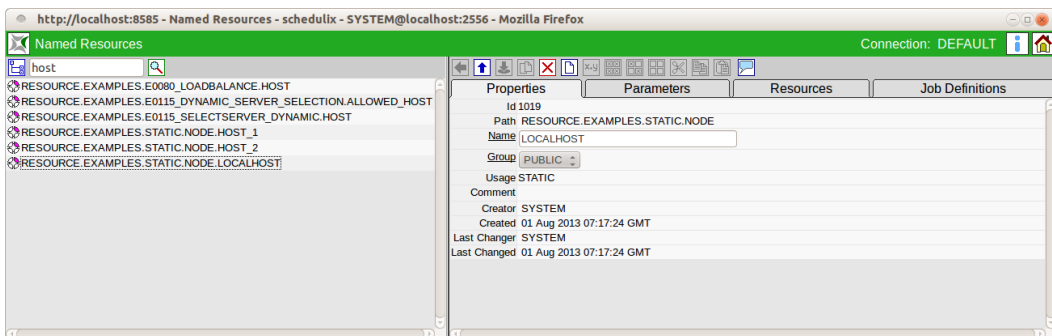 http://localhost:8585 - Named Resources - schedulix - SYSTEM@localhost:2556 - Mozilla Firefox
Named Resources
Connection: DEFAULT
host
RESOURCE.EXAMPLES.E0080_LOADBALANCE.HOST
RESOURCE.EXAMPLES.E0115_DYNAMIC_SERVER_SELECTION.ALLOWED_HOST
RESOURCE.EXAMPLES.E0115_SELECTSERVER_DYNAMIC.HOST
RESOURCE.EXAMPLES.STATIC.NODE.HOST_1
RESOURCE.EXAMPLES.STATIC.NODE.HOST_2
RESOURCE.EXAMPLES.STATIC.NODE.LOCALHOST
Properties Parameters Resources Job Definitions
Id 1019
Path RESOURCE.EXAMPLES.STATIC.NODE
Name LOCALHOST
Group PUBLIC
Usage STATIC
Comment
Creator SYSTEM
Created 01 Aug 2013 07:17:24 GMT
Last Changer SYSTEM
Last Changed 01 Aug 2013 07:17:24 GMT